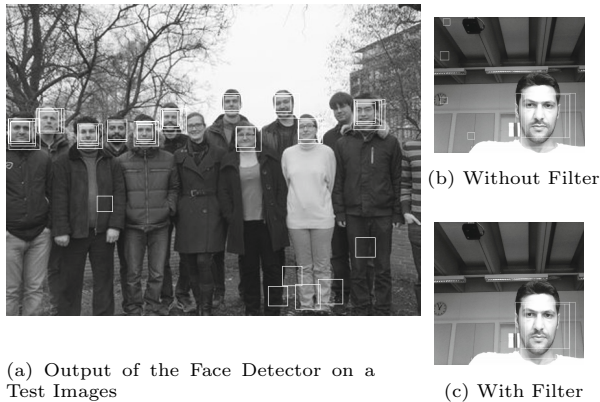 (b) Without Filter
(a) Output of the Face Detector on a
Test Images
(c) With Filter